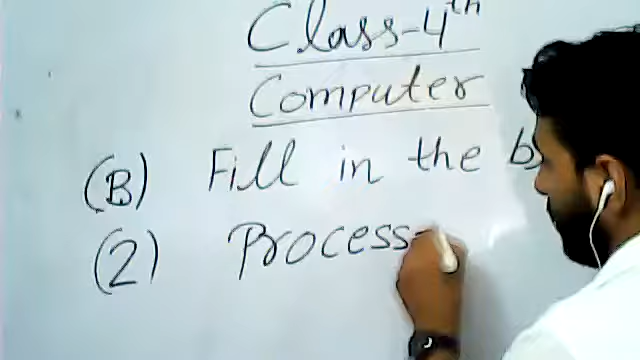 Class-4th
Computer
(B) Fill in the
(2) Process